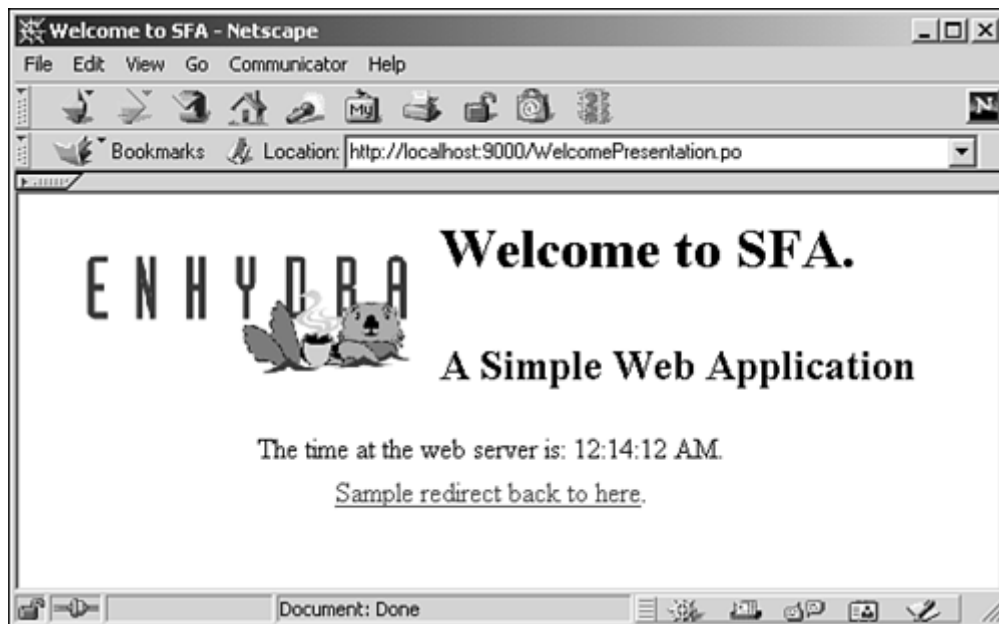 Welcome to SFA - Netscape
File Edit View Go Communicator Help
My N
Bookmarks Location: http://localhost:9000/WelcomePresentation.po
ENHYDRA
Welcome to SFA.
A Simple Web Application
The time at the web server is: 12:14:12 AM.
Sample redirect back to here.
Document: Done